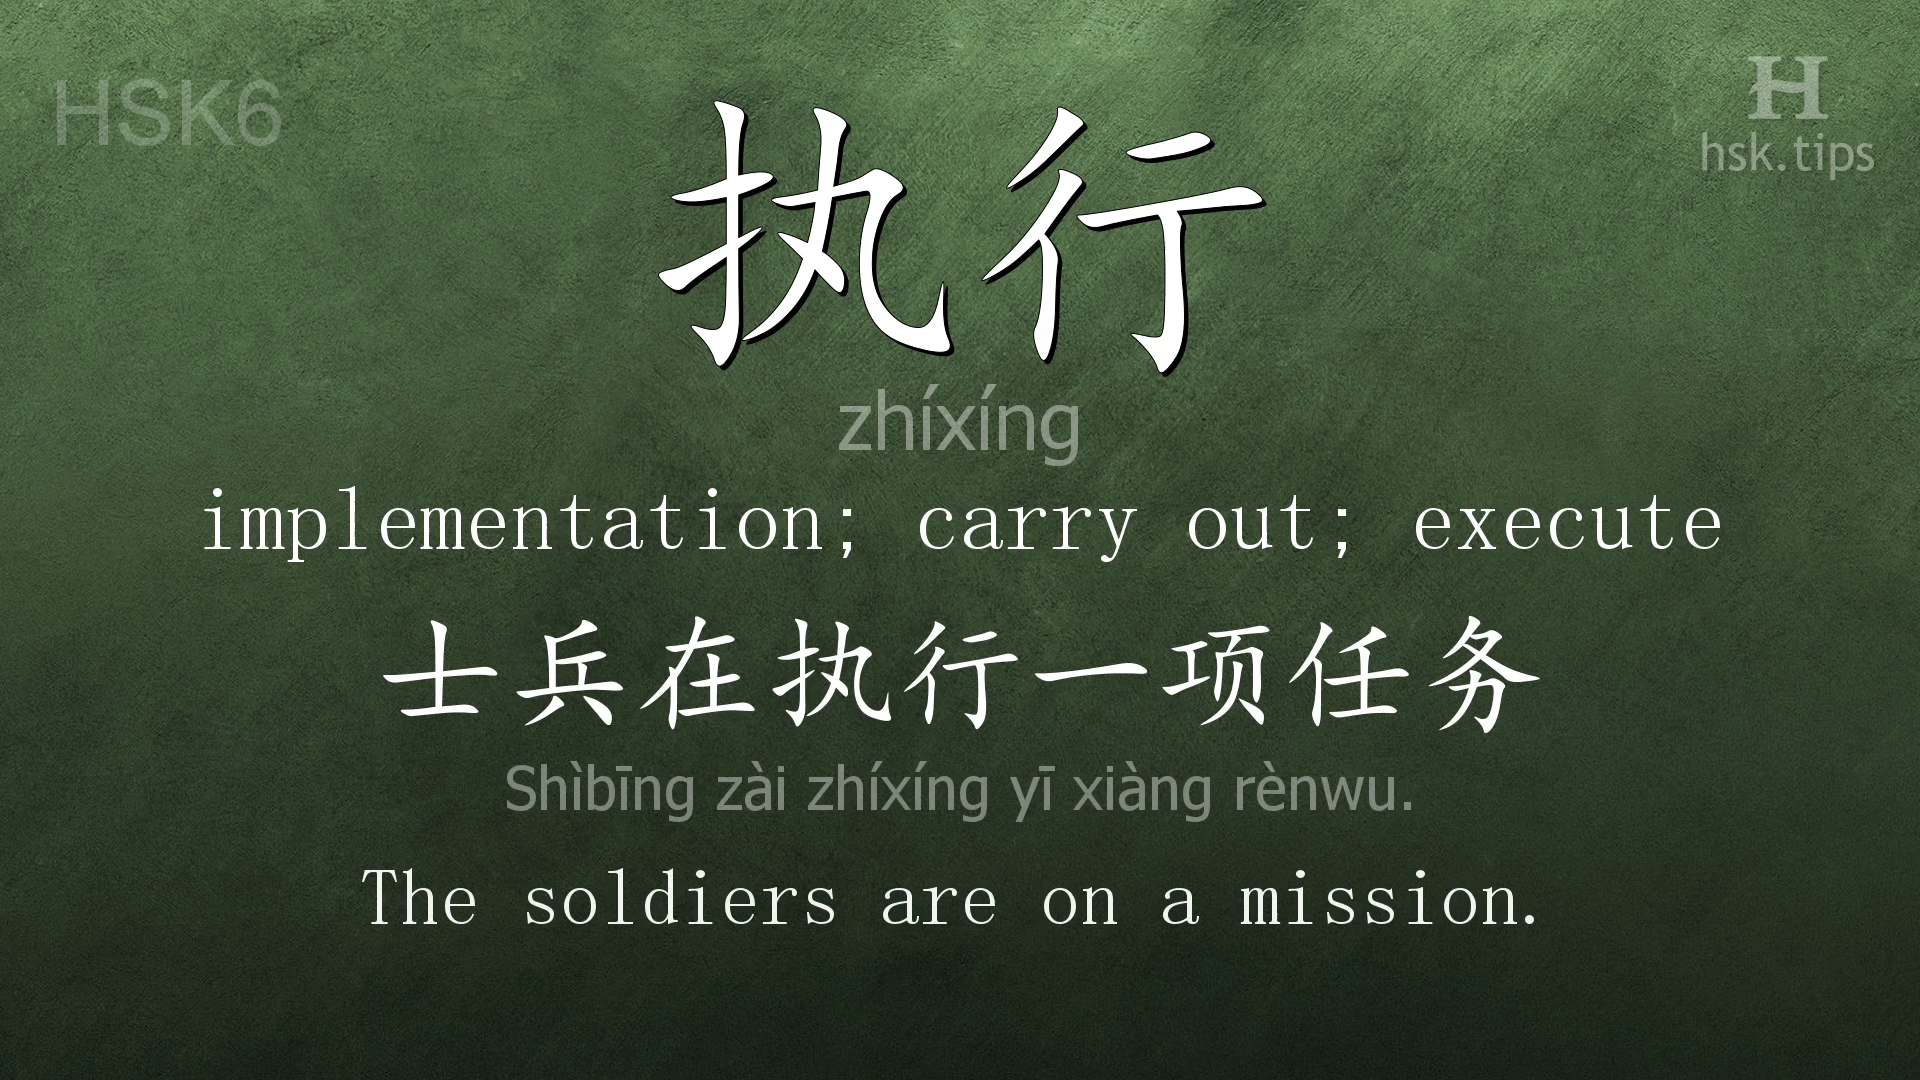 HSK6
H
hsk.tips
执行
zhíxíng
implementation; carry out; execute
士兵在执行一项任务
Shìbīng zài zhíxíng yī xiàng rènwu.
The soldiers are on a mission.